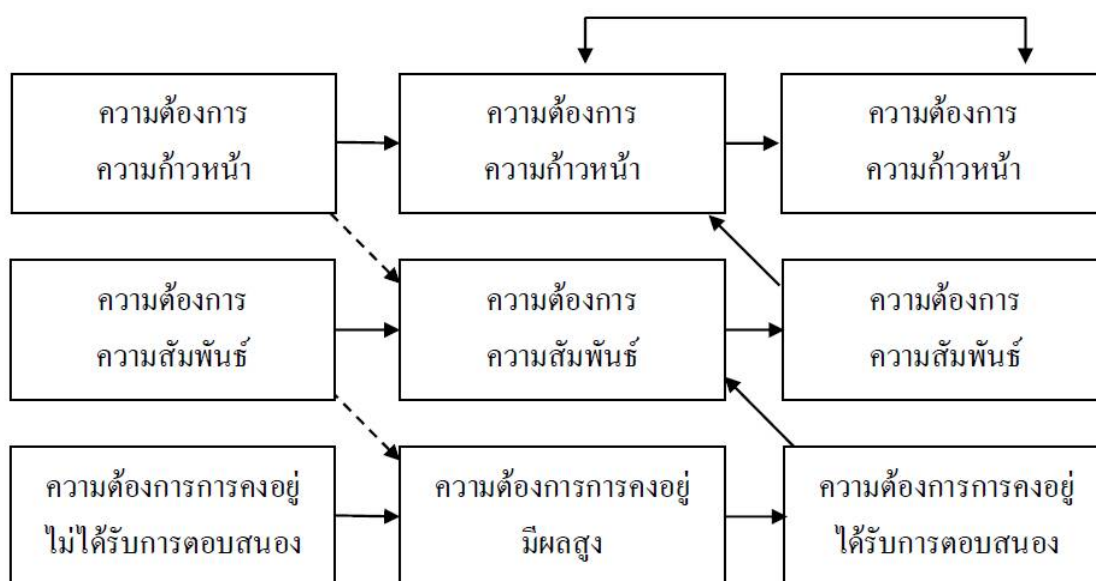 ความต้องการ
ความก้าวหน้า
ความต้องการ
ความก้าวหน้า
ความต้องการ
ความก้าวหน้า
ความต้องการ
ความสัมพันธ์
ความต้องการ
ความสัมพันธ์
ความต้องการ
ความสัมพันธ์
ความต้องการการคงอยู่
ไม่ได้รับการตอบสนอง
ความต้องการการคงอยู่
มีผลสูง
ความต้องการการคงอยู่
ได้รับการตอบสนอง